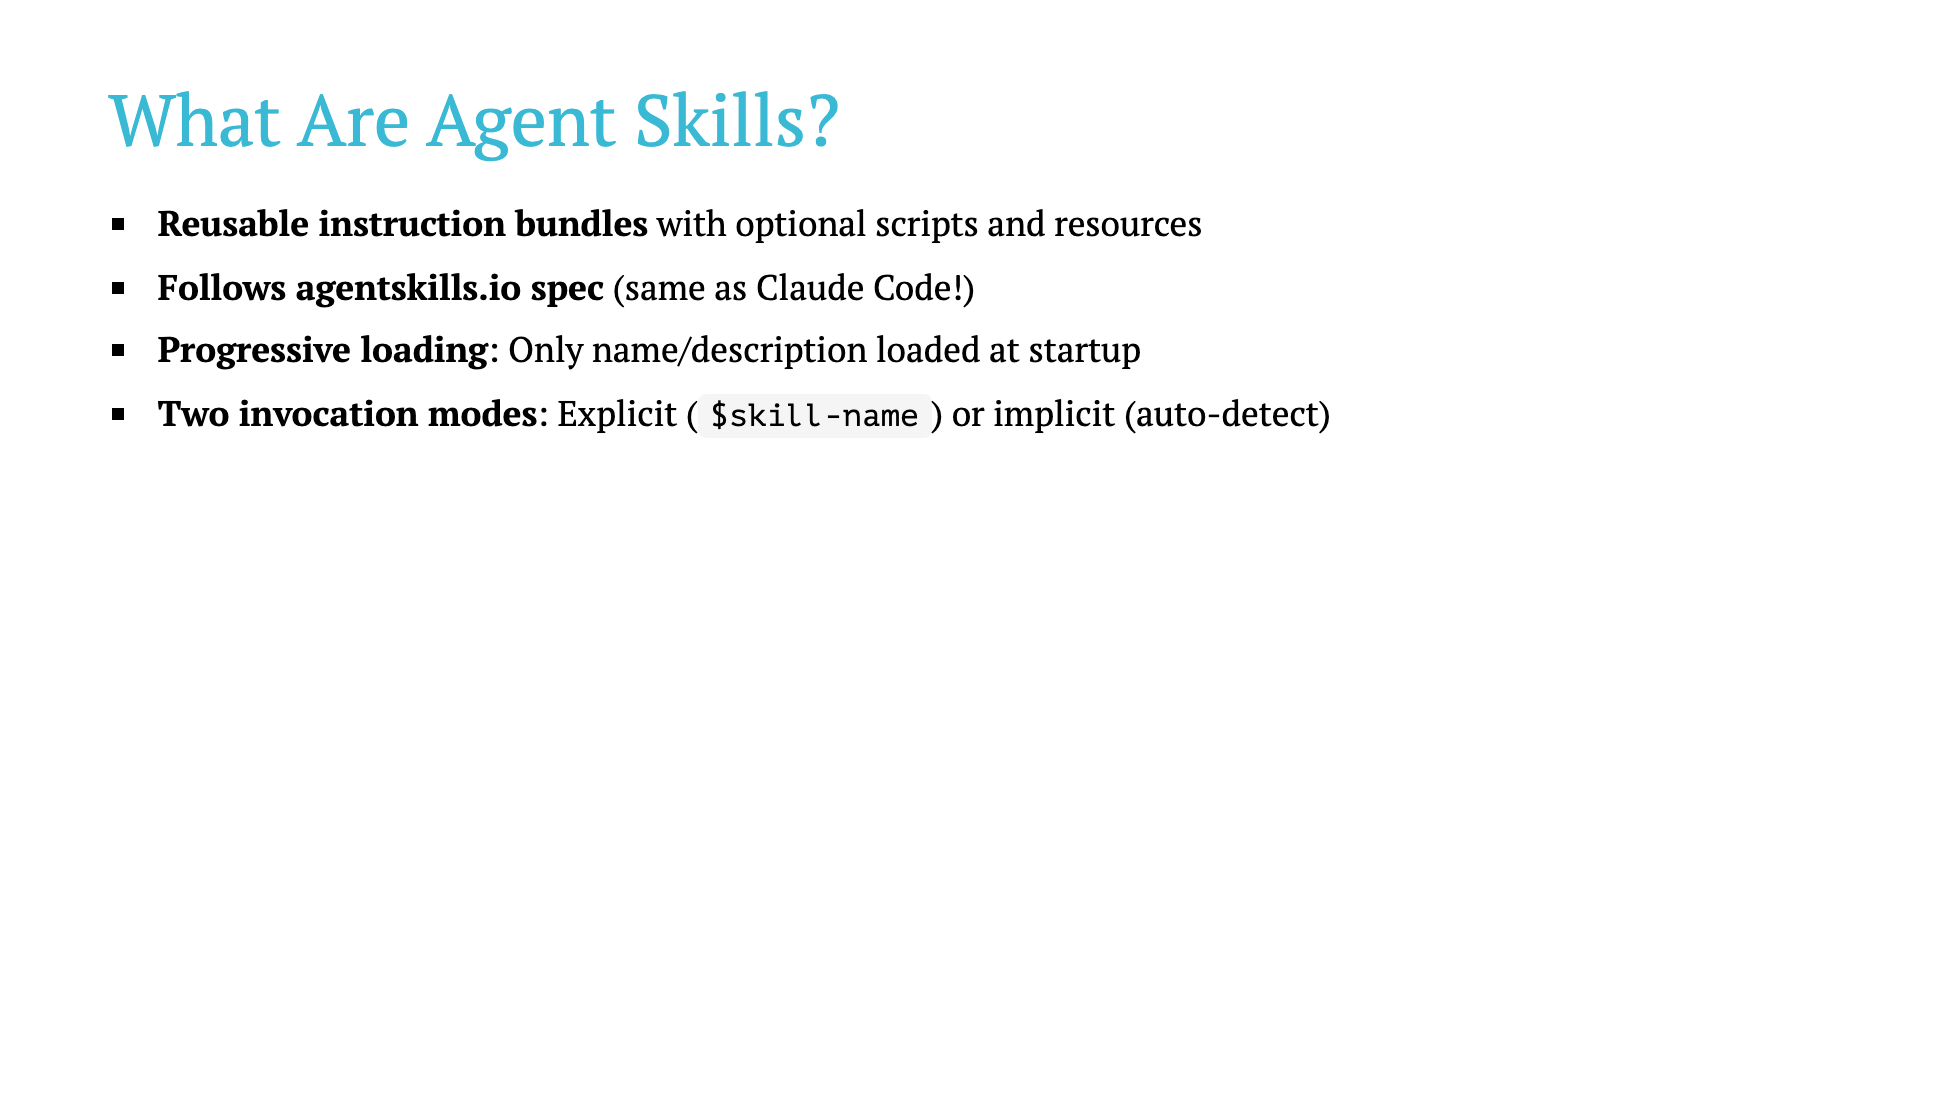 What Are Agent Skills?
▪ Reusable instruction bundles with optional scripts and resources
▪ Follows agentskills.io spec (same as Claude Code!)
▪ Progressive loading: Only name/description loaded at startup
▪ Two invocation modes: Explicit ( $skill-name ) or implicit (auto-detect)